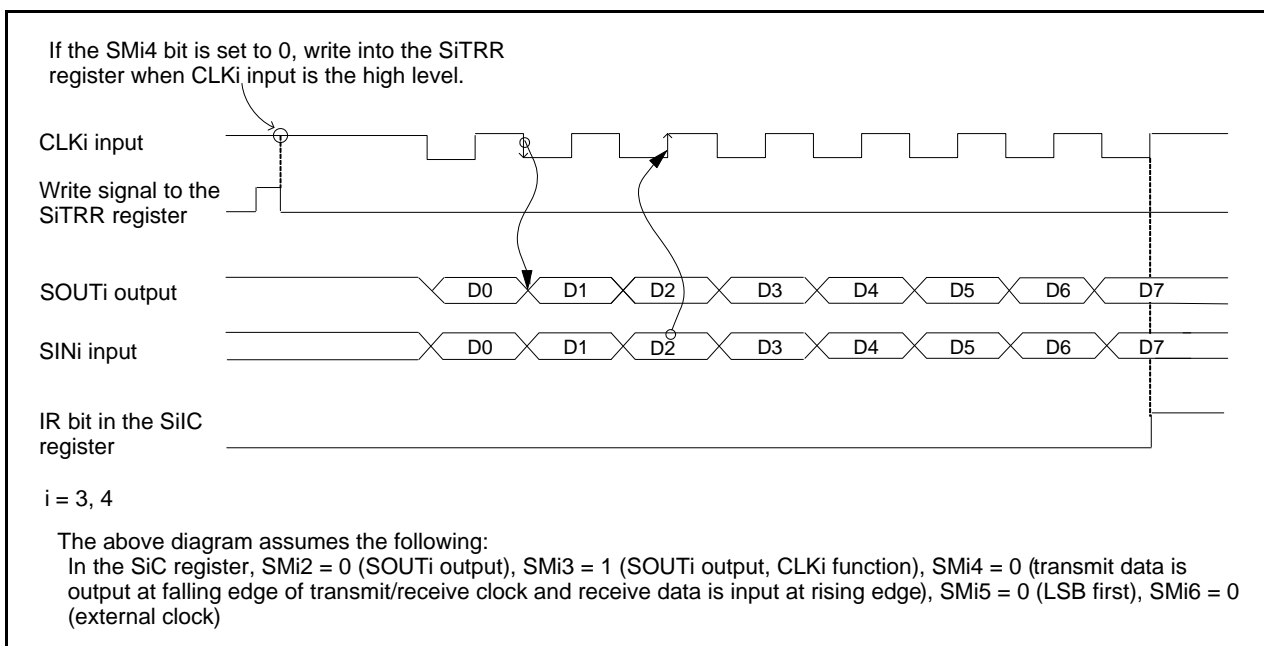 If the SMi4 bit is set to 0, write into the SiTRR
register when CLKi input is the high level.
CLKi input
Write signal to the
SiTRR register
SOUTi output
D0 D1 D2 D3 D4 D5 D6 D7
SINi input
D0 D1 D2 D3 D4 D5 D6 D7
IR bit in the SiIC
register
i = 3, 4
The above diagram assumes the following:
In the SiC register, SMi2 = 0 (SOUTi output), SMi3 = 1 (SOUTi output, CLKi function), SMi4 = 0 (transmit data is
output at falling edge of transmit/receive clock and receive data is input at rising edge), SMi5 = 0 (LSB first), SMi6 = 0
(external clock)